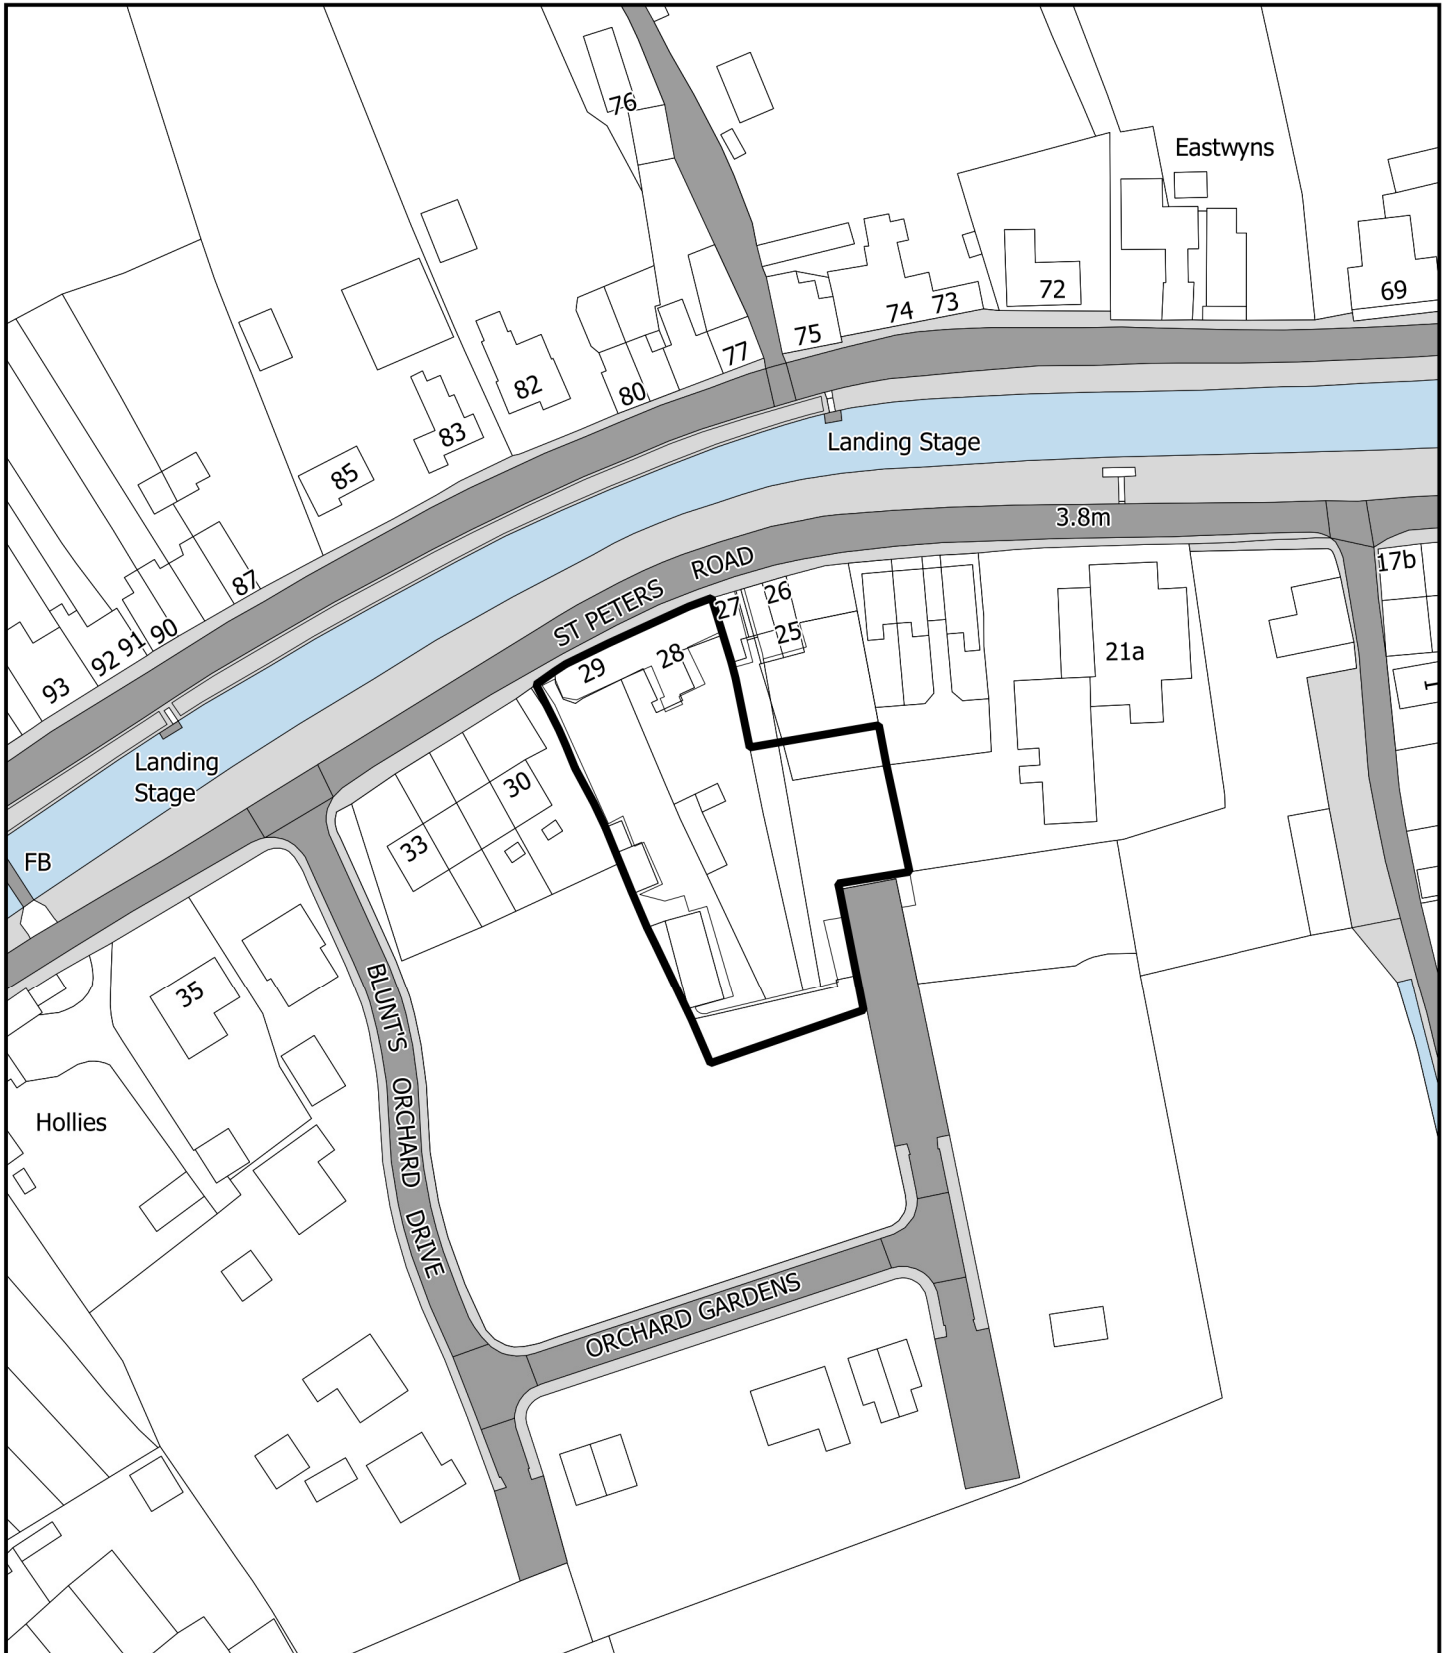 76
Eastwyns
72
69
74
73
75
77
82
80
83
85
Landing Stage
3.8m
87
ST PETERS ROAD
17b
27
26
25
90
91
92
93
28
29
21a
1
Landing
Stage
30
33
FB
35
BLUNT'S ORCHARD DRIVE
Hollies
ORCHARD GARDENS